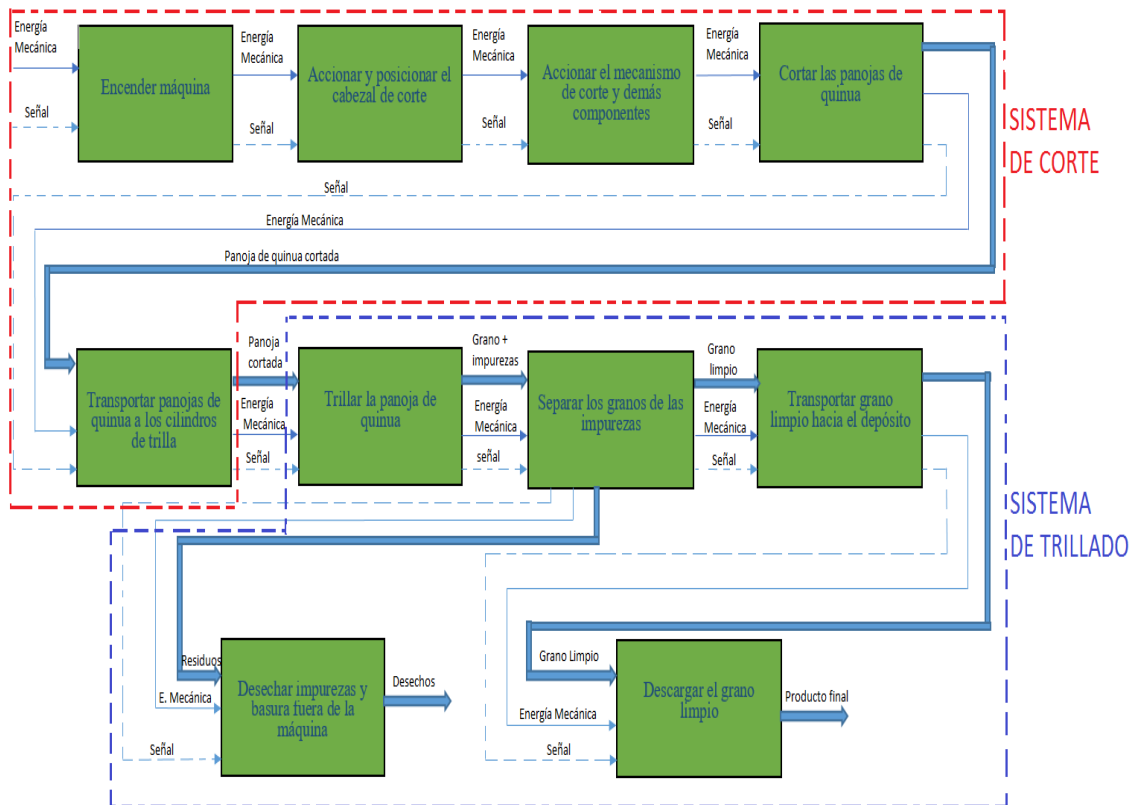 Energía
Mecánica
Señal
Encender máquina
Energía
Mecánica
Señal
Accionar y posicionar el
cabezal de corte
Energía
Mecánica
Señal
Accionar el mecanismo
de corte y demás
componentes
Energía
Mecánica
Señal
Cortar las panojas de
quinua
SISTEMA
DE CORTE
Señal
Energía Mecánica
Panoja de quinua cortada
Transportar panojas de
quinua a los cilindros de
trilla
Panoja
cortada
Energía
Mecánica
Señal
Trillar la panoja de
quinua
Grano +
impurezas
Energía
Mecánica
señal
Separar los granos de las
impurezas
Grano
limpio
Energía
Mecánica
Señal
Transportar grano
limpio hacia el depósito
SISTEMA
DE TRILLADO
Residuos
E. Mecánica
Señal
Desechar impurezas y
basura fuera de la
máquina
Desechos
Grano Limpio
Energía Mecánica
Señal
Descargar el grano
limpio
Producto final